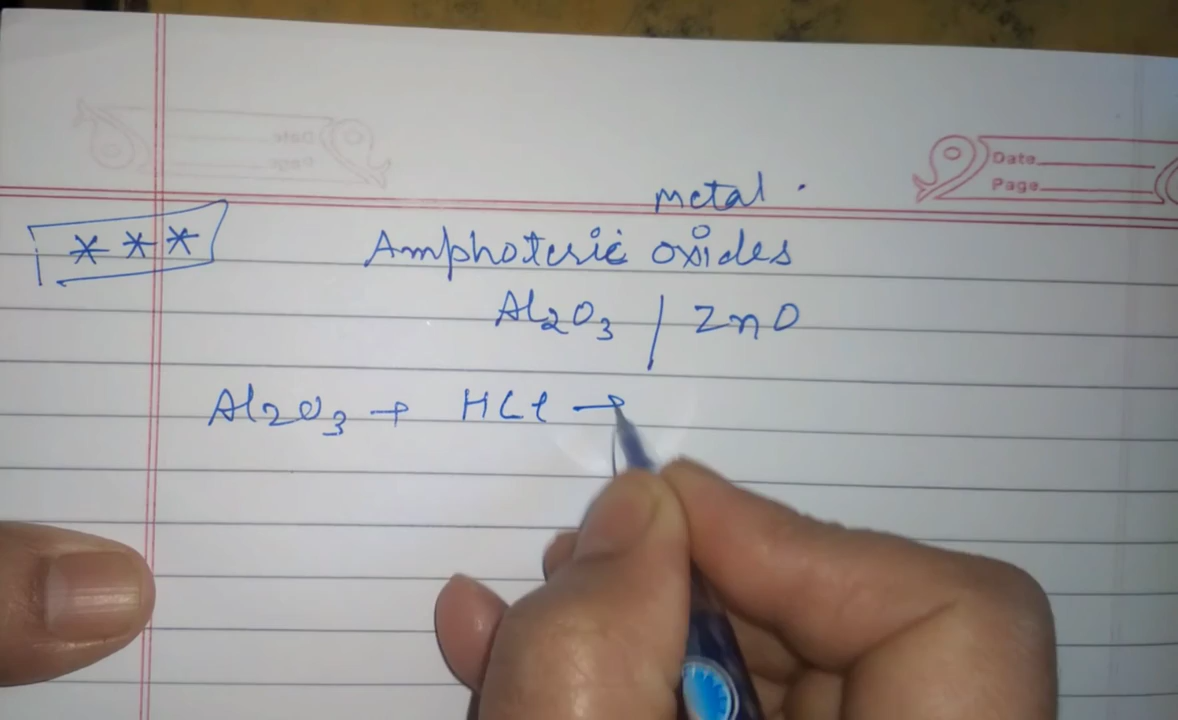 Date
Page
metal .
*** Amphoteric oxides
Al2O3 / ZnO
Al2O3 + HCl →